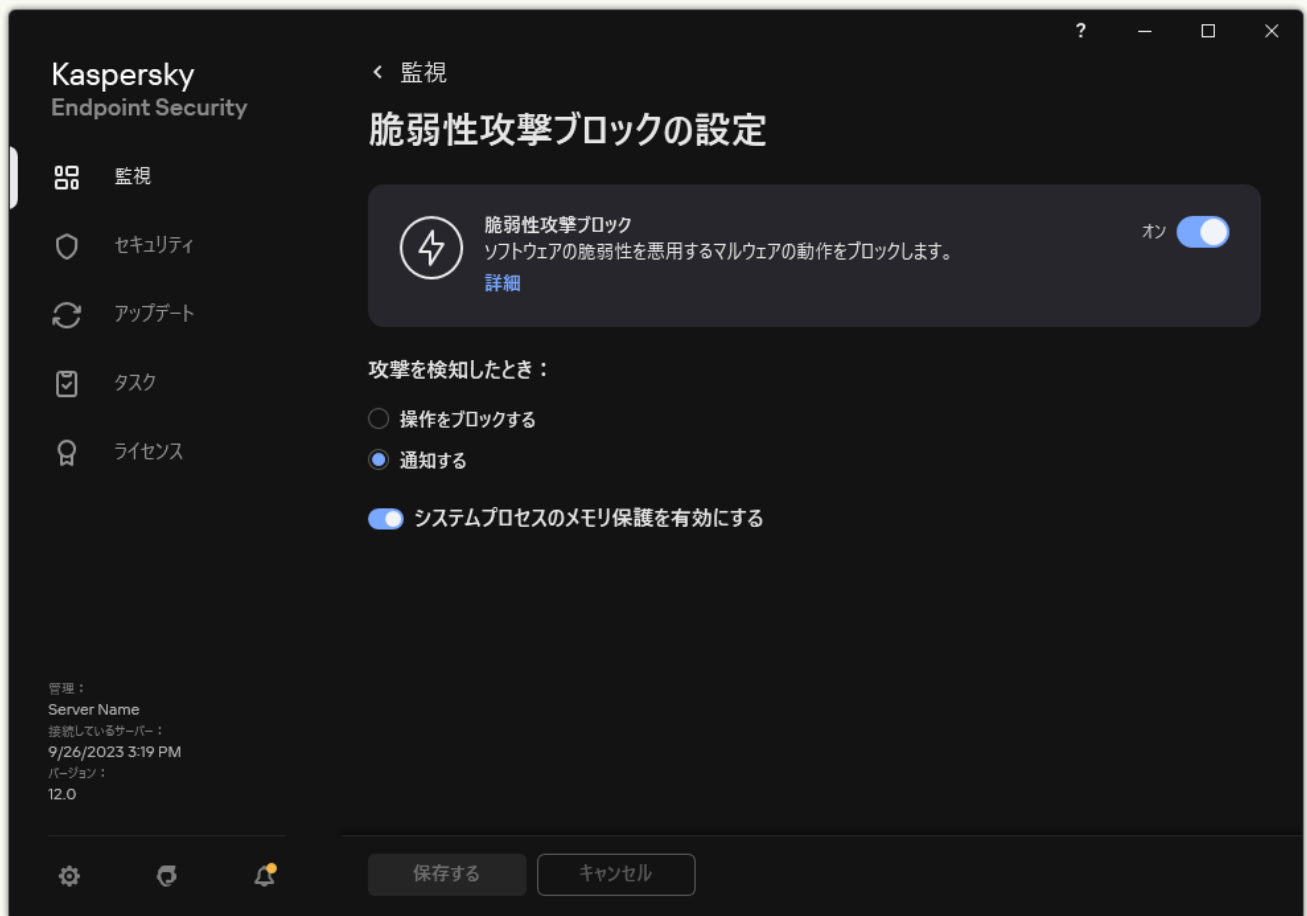 ?
Kaspersky
Endpoint Security
監視
セキュリティ
アップデート
タスク
ライセンス
管理：
Server Name
接続しているサーバー：
9/26/2023 3:19 PM
バージョン：
12.0
監視
脆弱性攻撃ブロックの設定
脆弱性攻撃ブロック
ソフトウェアの脆弱性を悪用するマルウェアの動作をブロックします。
詳細
オン
攻撃を検知したとき：
操作をブロックする
通知する
システムプロセスのメモリ保護を有効にする
保存する
キャンセル